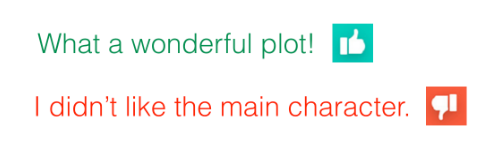 What a wonderful plot!
I didn’t like the main character.